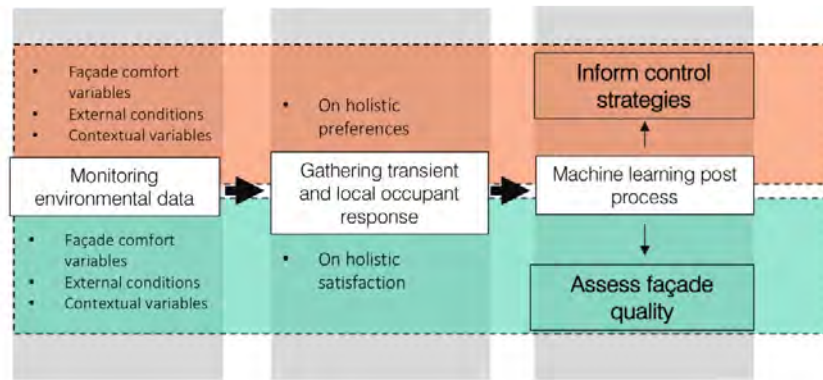 • Façade comfort
variables
• External conditions
• Contextual variables
Monitoring
environmental data
• Façade comfort
variables
• External conditions
• Contextual variables
• On holistic
preferences
Gathering transient
and local occupant
response
• On holistic
satisfaction
Inform control
strategies
Machine learning post
process
Assess façade
quality